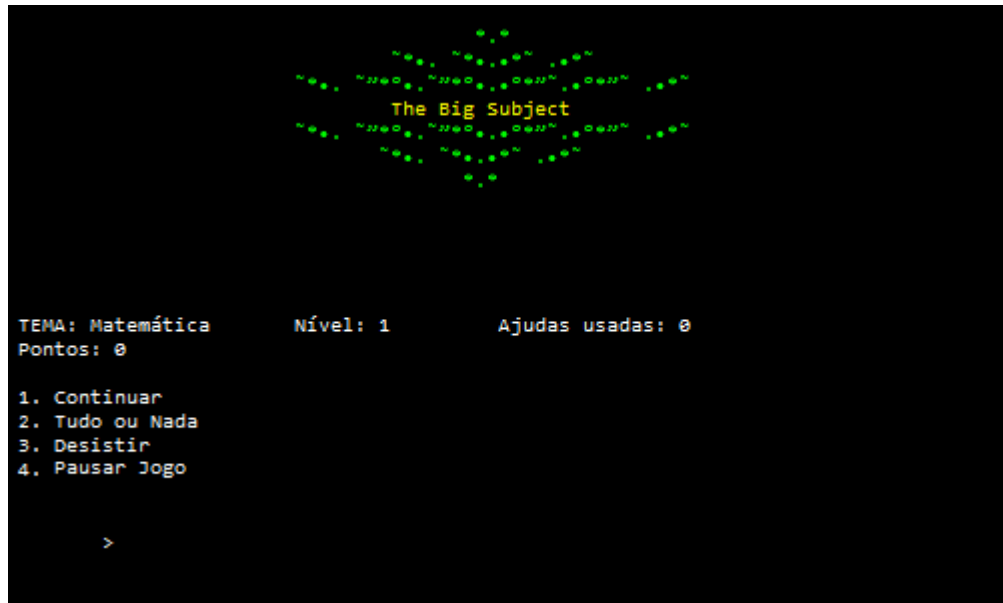 The Big Subject
TEMA: Matemática Nível: 1 Ajudas usadas: 0
Pontos: 0
1. Continuar
2. Tudo ou Nada
3. Desistir
4. Pausar Jogo
>